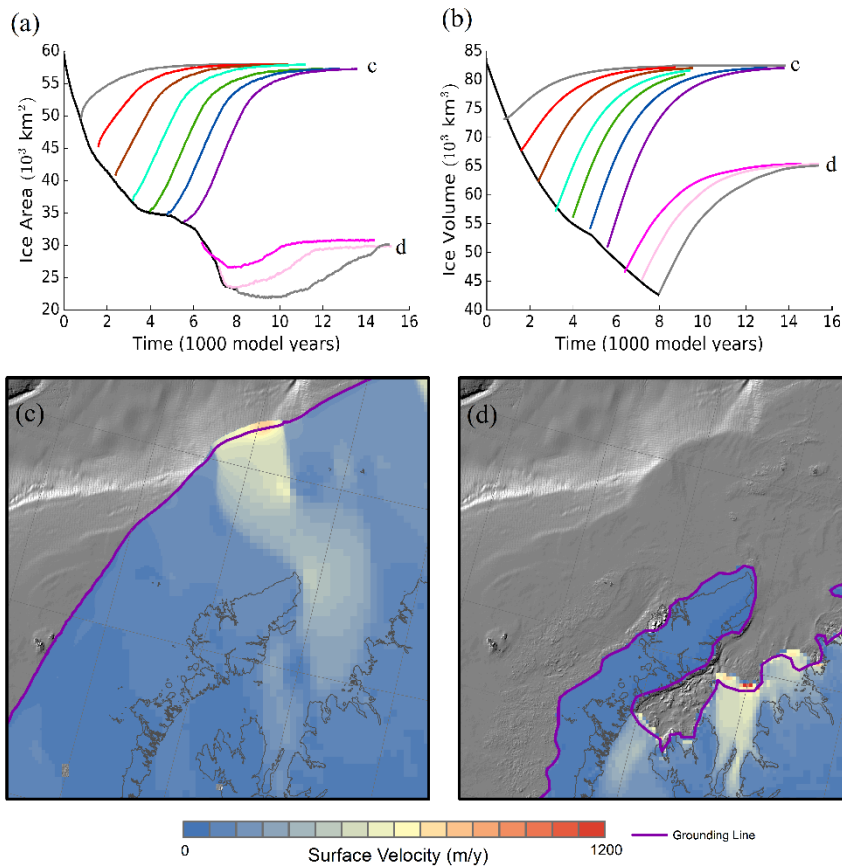 (a)
60
55
50
45
40
35
30
25
20
Ice Area (10³ km²)
c
d
0 2 4 6 8 10 12 14 16
Time (1000 model years)
(b)
85
80
75
70
65
60
55
50
45
40
Ice Volume (10³ km³)
c
d
0 2 4 6 8 10 12 14 16
Time (1000 model years)
(c)
(d)
0
1200
Surface Velocity (m/y)
Grounding Line